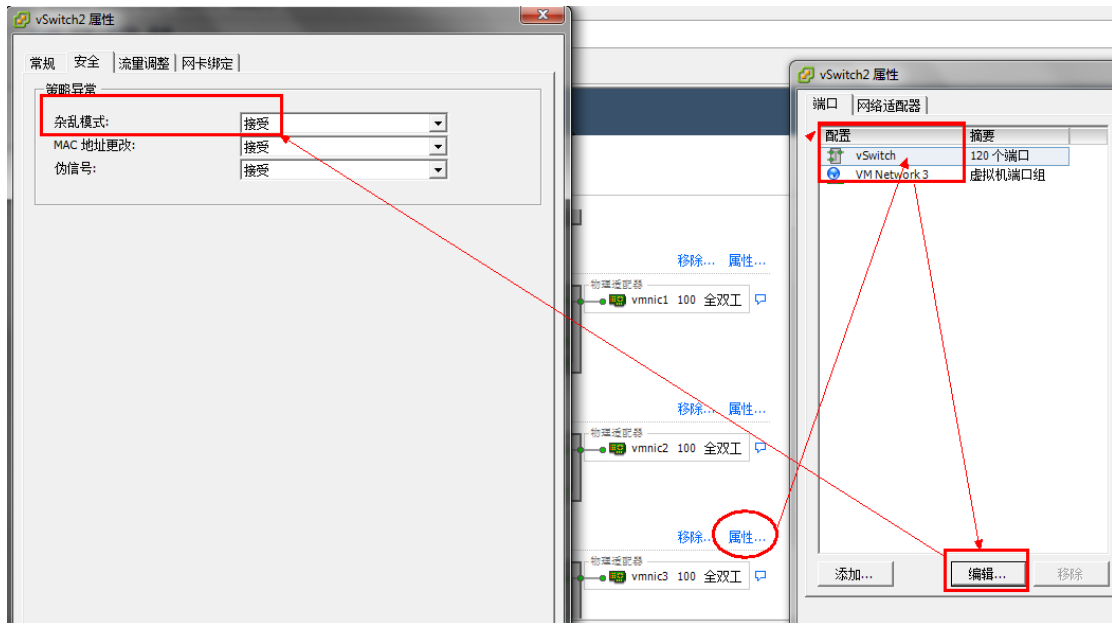 vSwitch2 属性
常规 安全 流量调整 网卡绑定
策略异常
杂乱模式: 接受
MAC 地址更改: 接受
伪信号: 接受
移除... 属性...
物理适配器
vmnic1 100 全双工
移除... 属性...
物理适配器
vmnic2 100 全双工
移除... 属性...
物理适配器
vmnic3 100 全双工
vSwitch2 属性
端口 网络适配器
配置 摘要
vSwitch 120 个端口
VM Network 3 虚拟机端口组
添加... 编辑... 移除